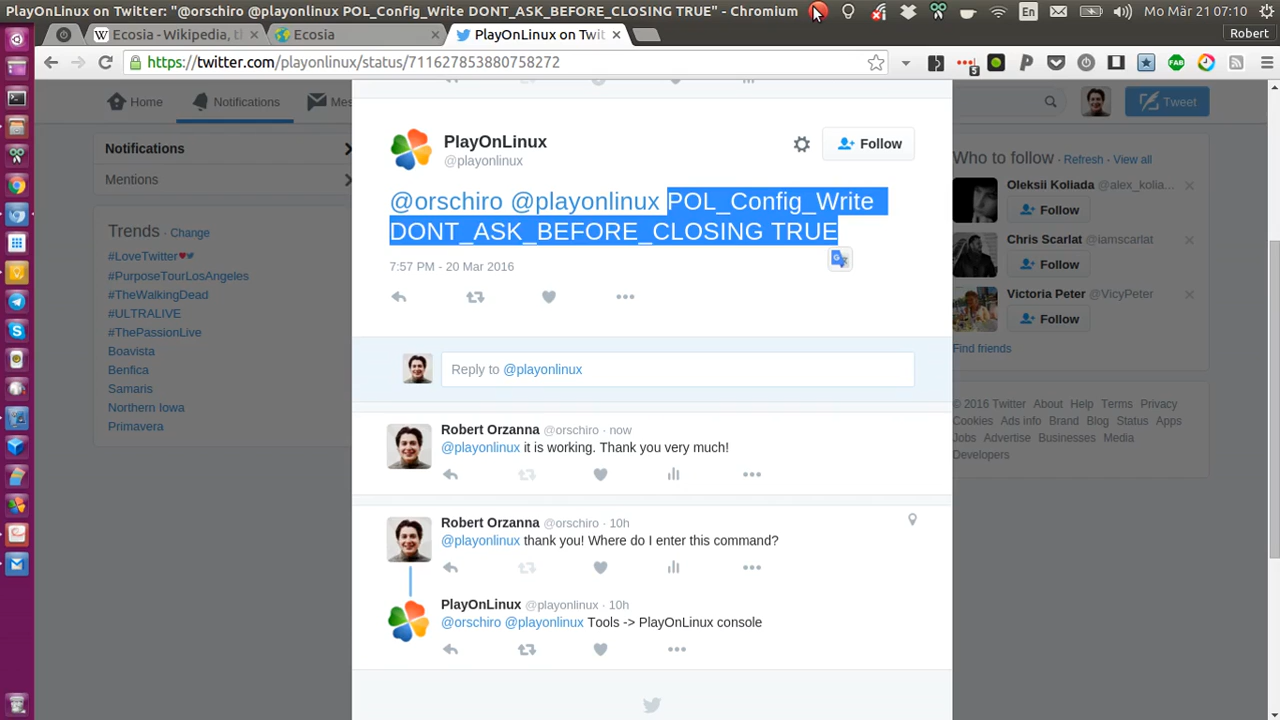 PlayOnLinux on Twitter: "@orschiro @playonlinux POL_Config_Write DONT_ASK_BEFORE_CLOSING TRUE" - Chromium
En
Mo Mär 21 07:10
Ecosia - Wikipedia, th
Ecosia
PlayOnLinux on Twit
Robert
https://twitter.com/playonlinux/status/711627853880758272
5
FAB
Home
Notifications
Mes
Tweet
Notifications
Mentions
Trends · Change
#LoveTwitter
#PurposeTourLosAngeles
#TheWalkingDead
#ULTRALIVE
#ThePassionLive
Boavista
Benfica
Samaris
Northern Iowa
Primavera
PlayOnLinux
@playonlinux
Follow
@orschiro @playonlinux POL_Config_Write
DONT_ASK_BEFORE_CLOSING TRUE
7:57 PM - 20 Mar 2016
Reply to @playonlinux
Robert Orzanna @orschiro · now
@playonlinux it is working. Thank you very much!
Robert Orzanna @orschiro · 10h
@playonlinux thank you! Where do I enter this command?
PlayOnLinux @playonlinux · 10h
@orschiro @playonlinux Tools -> PlayOnLinux console
Who to follow · Refresh · View all
Oleksii Koliada @alex_kolia...
Follow
Chris Scarlat @iamscarlat
Follow
Victoria Peter @VicyPeter
Follow
Find friends
© 2016 Twitter About Help Terms Privacy
Cookies Ads info Brand Blog Status Apps
Jobs Advertise Businesses Media
Developers